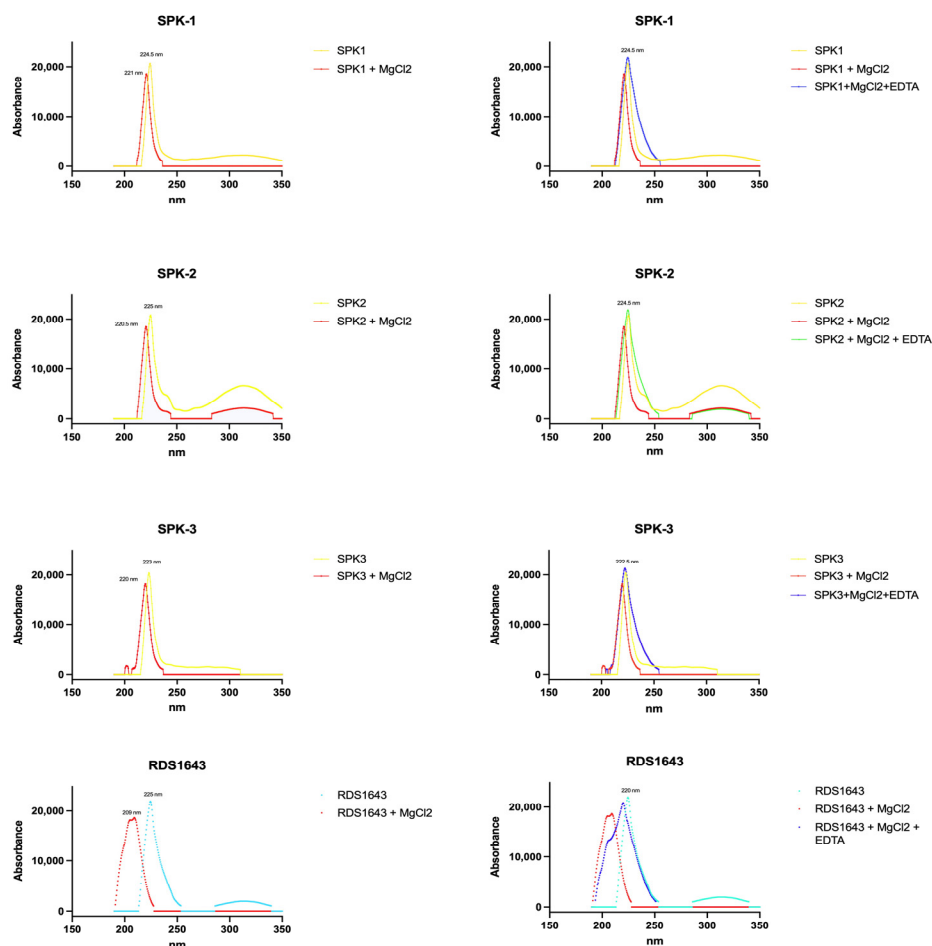 SPK-1
224.5 nm
221 nm
20,000
10,000
0
Absorbance
150 200 250 300 350
nm
SPK1
SPK1 + MgCl2
SPK-1
224.5 nm
20,000
10,000
0
Absorbance
150 200 250 300 350
nm
SPK1
SPK1 + MgCl2
SPK1+MgCl2+EDTA
SPK-2
225 nm
220.5 nm
20,000
10,000
0
Absorbance
150 200 250 300 350
nm
SPK2
SPK2 + MgCl2
SPK-2
224.5 nm
20,000
10,000
0
Absorbance
150 200 250 300 350
nm
SPK2
SPK2 + MgCl2
SPK2 + MgCl2 + EDTA
SPK-3
nm
220 nm
20,000
10,000
0
Absorbance
150 200 250 300 350
nm
SPK3
SPK3 + MgCl2
SPK-3
222.5 nm
20,000
10,000
0
Absorbance
150 200 250 300 350
nm
SPK3
SPK3 + MgCl2
SPK3+MgCl2+EDTA
RDS1643
225 nm
209 nm
20,000
10,000
0
Absorbance
150 200 250 300 350
nm
RDS1643
RDS1643 + MgCl2
RDS1643
220 nm
20,000
10,000
0
Absorbance
150 200 250 300 350
nm
RDS1643
RDS1643 + MgCl2
RDS1643 + MgCl2 +
EDTA